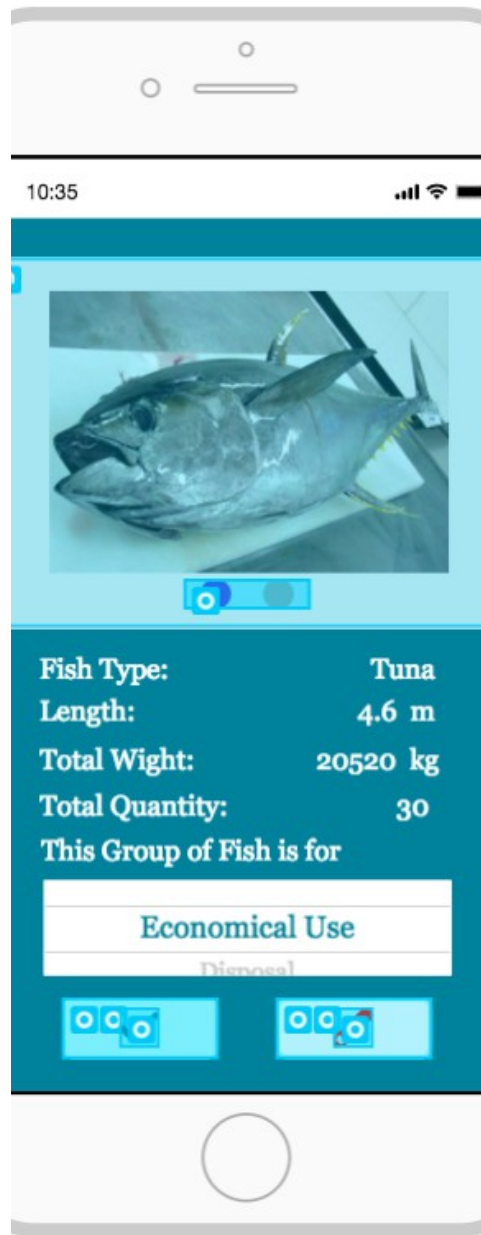 10:35
Fish Type: Tuna
Length: 4.6 m
Total Wight: 20520 kg
Total Quantity: 30
This Group of Fish is for
Economical Use
Disposal